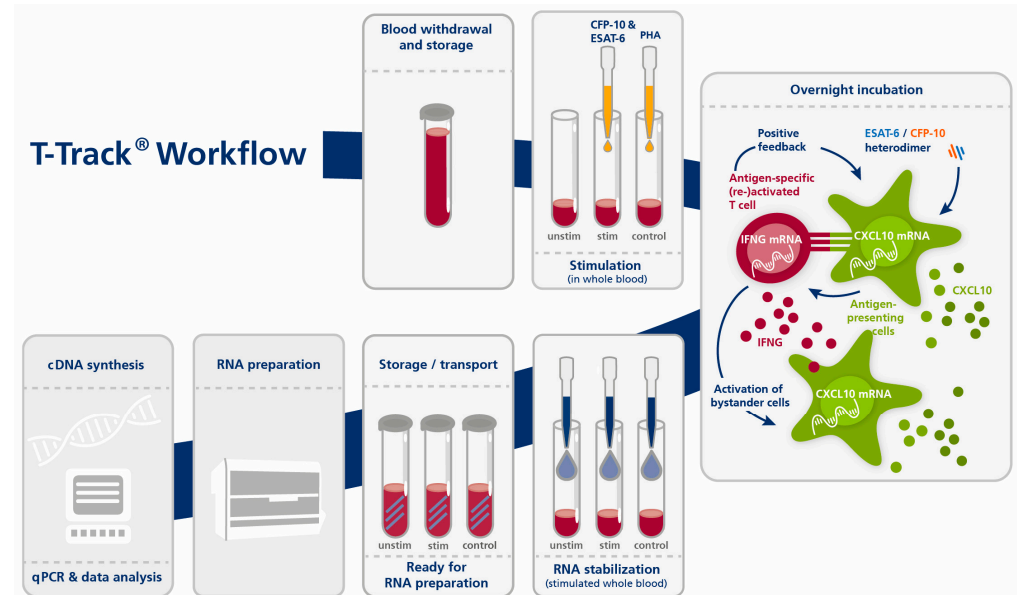 T-Track® Workflow
Blood withdrawal
and storage
CFP-10 &
ESAT-6
PHA
unstim
stim
control
Stimulation
(in whole blood)
Overnight incubation
Positive
feedback
ESAT-6 / CFP-10
heterodimer
Antigen-specific
(re-)activated
T cell
IFNG mRNA
CXCL10 mRNA
CXCL10
Antigen-
presenting
cells
IFNG
Activation of
bystander cells
CXCL10 mRNA
RNA stabilization
(stimulated whole blood)
unstim
stim
control
Storage / transport
unstim
stim
control
Ready for
RNA preparation
RNA preparation
cDNA synthesis
qPCR & data analysis